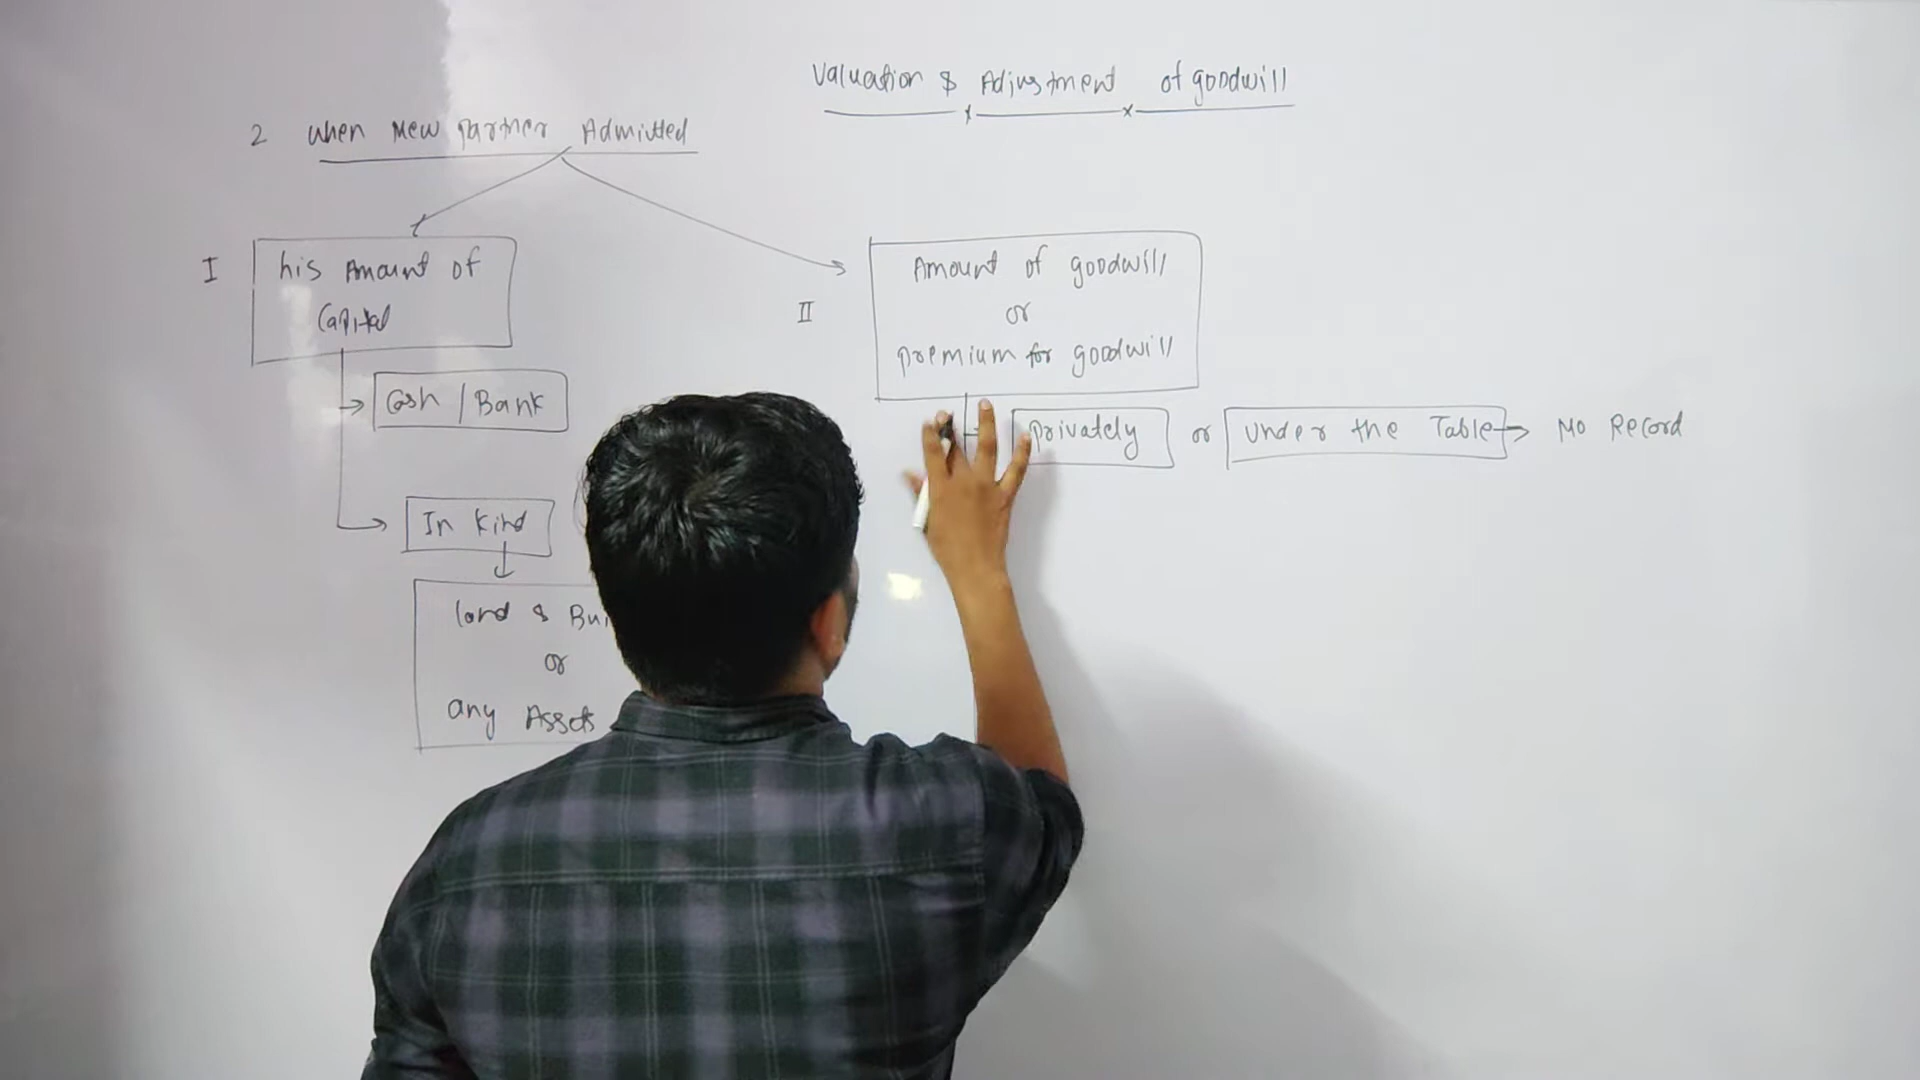 Valuation & Adjustment of goodwill
2 When New Partner Admitted
I his Amount of
Capital
Cash / Bank
In Kind
land & Bui
or
any Assets
II
Amount of goodwill
or
premium for goodwill
privately or Under the Table → No Record